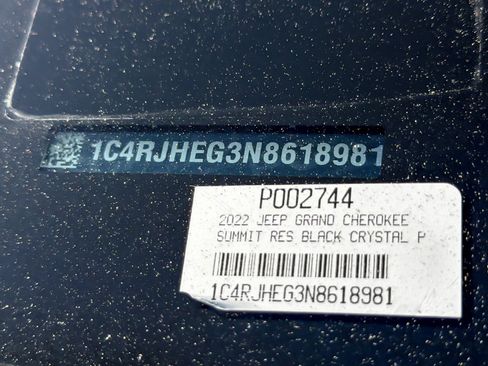 1C4RJHEG3N8618981
P002744
2022 JEEP GRAND CHEROKEE
SUMMIT RES BLACK CRYSTAL P
1C4RJHEG3N8618981